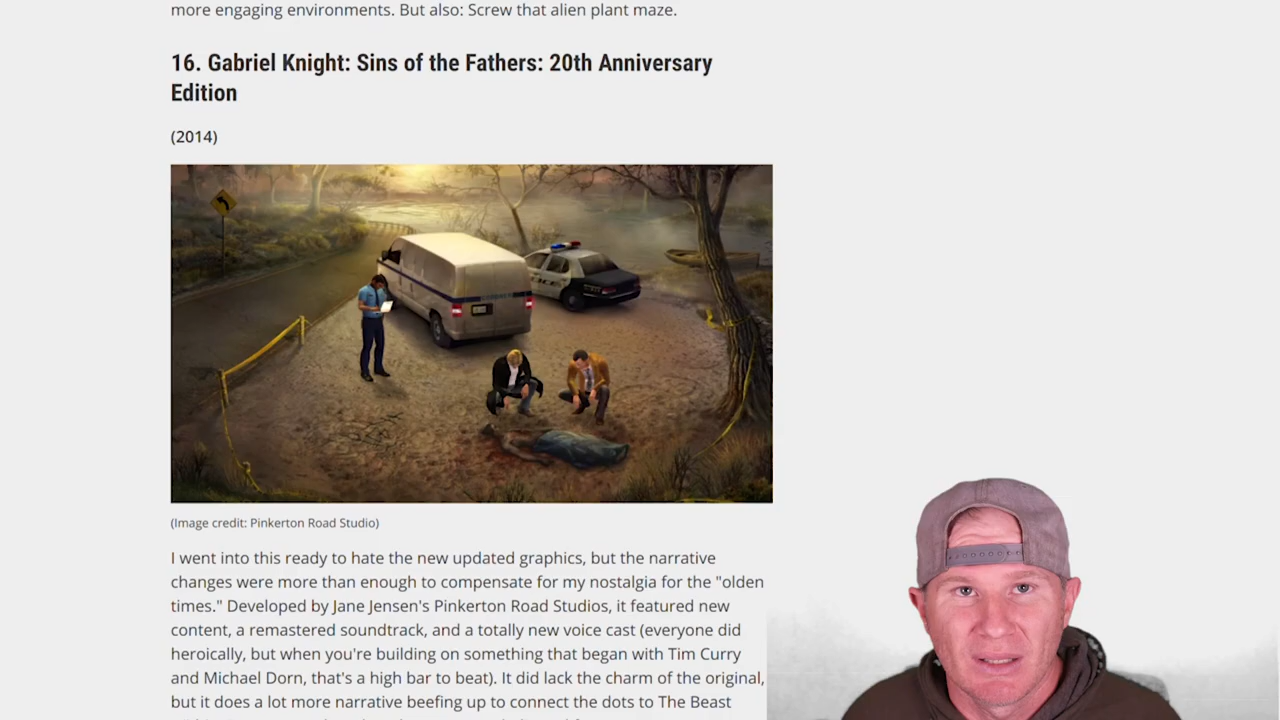 more engaging environments. But also: Screw that alien plant maze.
16. Gabriel Knight: Sins of the Fathers: 20th Anniversary
Edition
(2014)
(Image credit: Pinkerton Road Studio)
I went into this ready to hate the new updated graphics, but the narrative
changes were more than enough to compensate for my nostalgia for the "olden
times." Developed by Jane Jensen's Pinkerton Road Studios, it featured new
content, a remastered soundtrack, and a totally new voice cast (everyone did
heroically, but when you're building on something that began with Tim Curry
and Michael Dorn, that's a high bar to beat). It did lack the charm of the original,
but it does a lot more narrative beefing up to connect the dots to The Beast